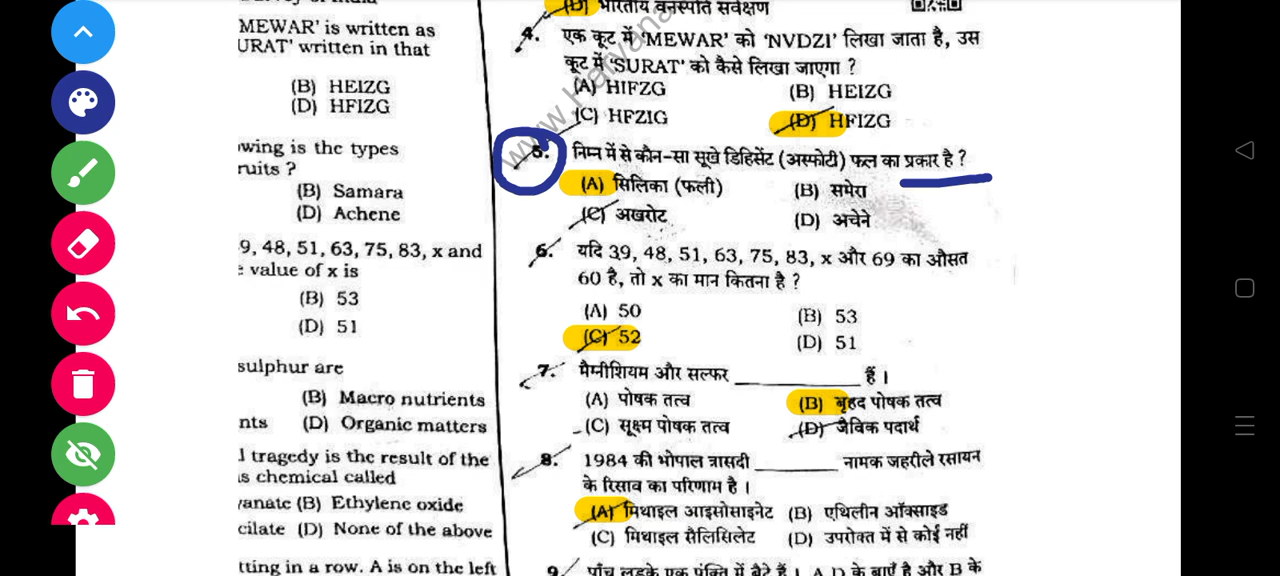 MEWAR' is written as
URAT' written in that
(B) HEIZG
(D) HFIZG
wing is the types
ruits ?
(B) Samara
(D) Achene
9, 48, 51, 63, 75, 83, x and
e value of x is
(B) 53
(D) 51
sulphur are
(B) Macro nutrients
nts (D) Organic matters
l tragedy is the result of the
s chemical called
yanate (B) Ethylene oxide
cilate (D) None of the above
tting in a row. A is on the left
(D) भारतीय वनस्पति सर्वेक्षण
4. एक कूट में 'MEWAR' को 'NVDZI' लिखा जाता है, उस
कूट में 'SURAT' को कैसे लिखा जाएगा ?
(A) HIFZG (B) HEIZG
(C) HFZIG (D) HFIZG
5. निम्न में से कौन-सा सूखे डिहिसेंट (अस्फोटी) फल का प्रकार है ?
(A) सिलिका (फली) (B) समेरा
(C) अखरोट (D) अचेने
6. यदि 39, 48, 51, 63, 75, 83, x और 69 का औसत
60 है, तो x का मान कितना है ?
(A) 50 (B) 53
(C) 52 (D) 51
7. मैग्नीशियम और सल्फर __________ हैं ।
(A) पोषक तत्व (B) बृहद पोषक तत्व
(C) सूक्ष्म पोषक तत्व (D) जैविक पदार्थ
8. 1984 की भोपाल त्रासदी _______ नामक जहरीले रसायन
के रिसाव का परिणाम है ।
(A) मिथाइल आइसोसाइनेट (B) एथिलीन ऑक्साइड
(C) मिथाइल सैलिसिलेट (D) उपरोक्त में से कोई नहीं
9. पाँच लड़के एक पंक्ति में बैठे हैं । A, D के बाएँ है और B के
www.Haryana